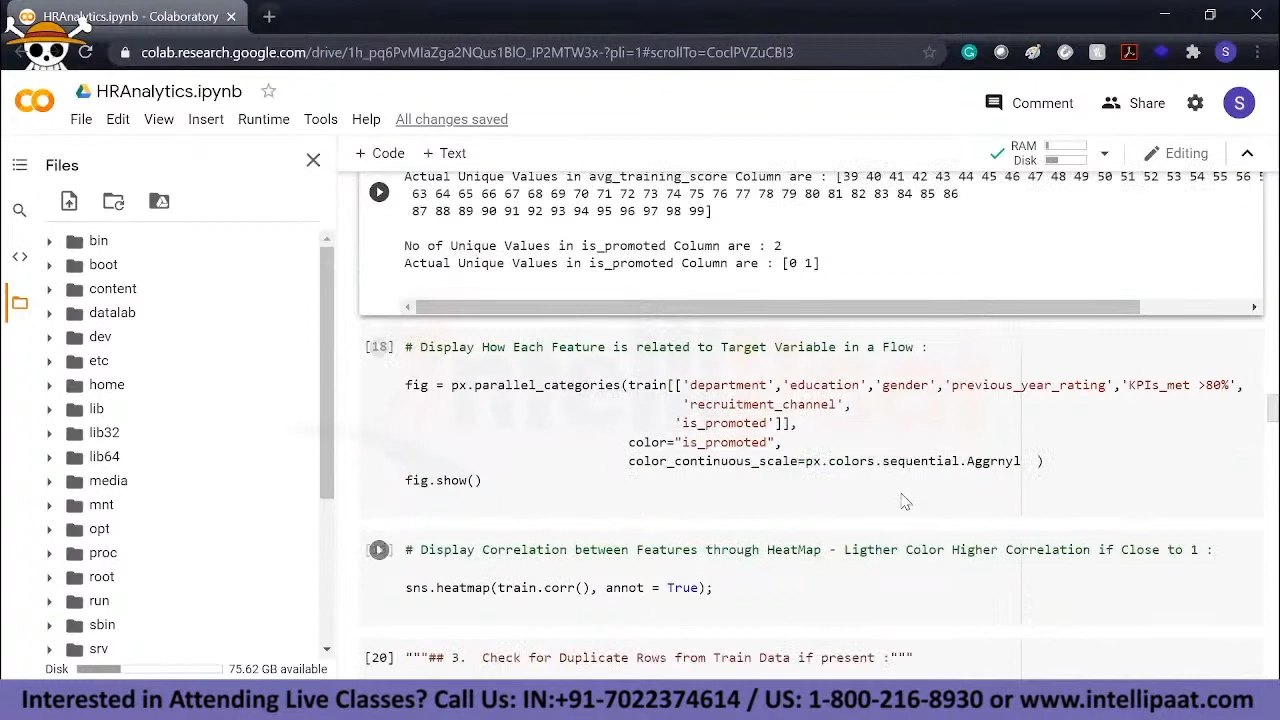 HRAnalytics.ipynb - Colaboratory
colab.research.google.com/drive/
HRAnalytics.ipynb
File Edit View Insert Runtime Tools Help All changes saved
Comment Share S
Files
+ Code + Text
RAM
Disk
Editing
bin
boot
content
datalab
dev
etc
home
lib
lib32
lib64
media
mnt
opt
proc
root
run
sbin
srv
Disk 75.62 GB available
Actual Unique Values in avg_training_score Column are : [39 40 41 42 43 44 45 46 47 48 49 50 51 52 53 54 55 56
63 64 65 66 67 68 69 70 71 72 73 74 75 76 77 78 79 80 81 82 83 84 85 86
87 88 89 90 91 92 93 94 95 96 97 98 99]
No of Unique Values in is_promoted Column are : 2
Actual Unique Values in is_promoted Column are : [0 1]
[18] # Display How Each Feature is related to Target Variable in a Flow :
fig = px.parallel_categories(train[['department','education','gender','previous_year_rating','KPIs_met >80%',
'recruitment_channel',
'is_promoted']],
color="is_promoted",
color_continuous_scale=px.colors.sequential.Aggrnyl )
fig.show()
# Display Correlation between Features through HeatMap - Ligther Color Higher Correlation if Close to 1 :
sns.heatmap(train.corr(), annot = True);
[20] """## 3. Check for Duplicate Rows from Train Data if present :"""
Interested in Attending Live Classes? Call Us: IN:+91-7022374614 / US: 1-800-216-8930 or www.intellipaat.com